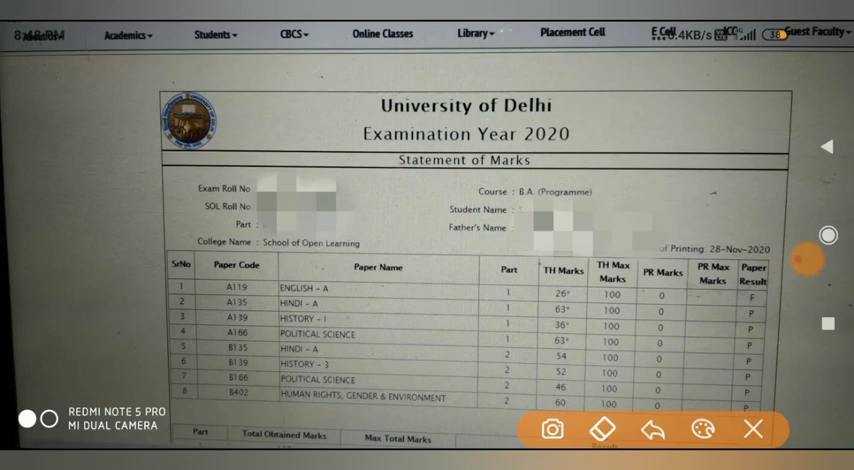 Academics Students CBCS Online Classes Library Placement Cell E Cell Guest Faculty
University of Delhi
Examination Year 2020
Statement of Marks
Exam Roll No
Course : B.A. (Programme)
SOL Roll No
Student Name :
Part :
Father's Name :
College Name : School of Open Learning
of Printing: 28-Nov-2020
SrNo Paper Code Paper Name Part TH Marks TH Max Marks PR Marks PR Max Marks Paper Result
1 A119 ENGLISH - A 1 26* 100 0 F
2 A135 HINDI - A 1 63* 100 0 P
3 A139 HISTORY - I 1 36* 100 0 P
4 A166 POLITICAL SCIENCE 1 63* 100 0 P
5 B135 HINDI - A 2 54 100 0 P
6 B139 HISTORY - 3 2 52 100 0 P
7 B166 POLITICAL SCIENCE 2 46 100 0 P
8 B402 HUMAN RIGHTS, GENDER & ENVIRONMENT 2 60 100 0 P
Part Total Obtained Marks Max Total Marks Result
REDMI NOTE 5 PRO
MI DUAL CAMERA